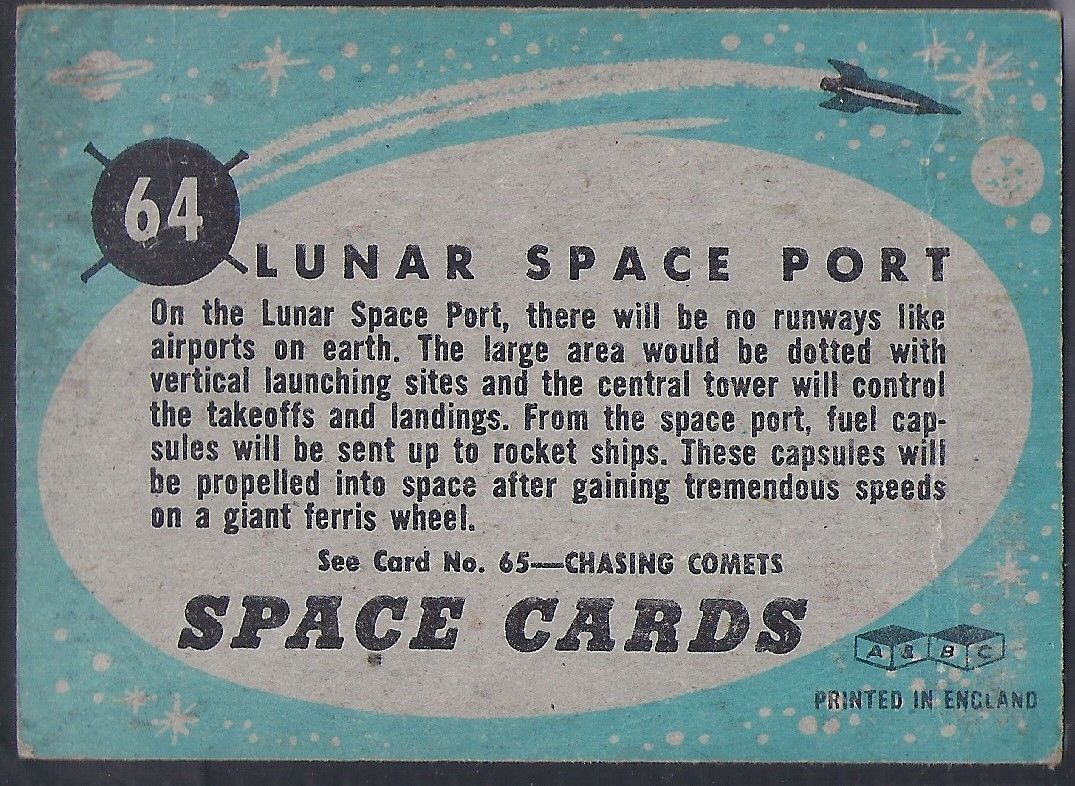 64
LUNAR SPACE PORT
On the Lunar Space Port, there will be no runways like
airports on earth. The large area would be dotted with
vertical launching sites and the central tower will control
the takeoffs and landings. From the space port, fuel cap-
sules will be sent up to rocket ships. These capsules will
be propelled into space after gaining tremendous speeds
on a giant ferris wheel.
See Card No. 65—CHASING COMETS
SPACE CARDS
A & B C
PRINTED IN ENGLAND